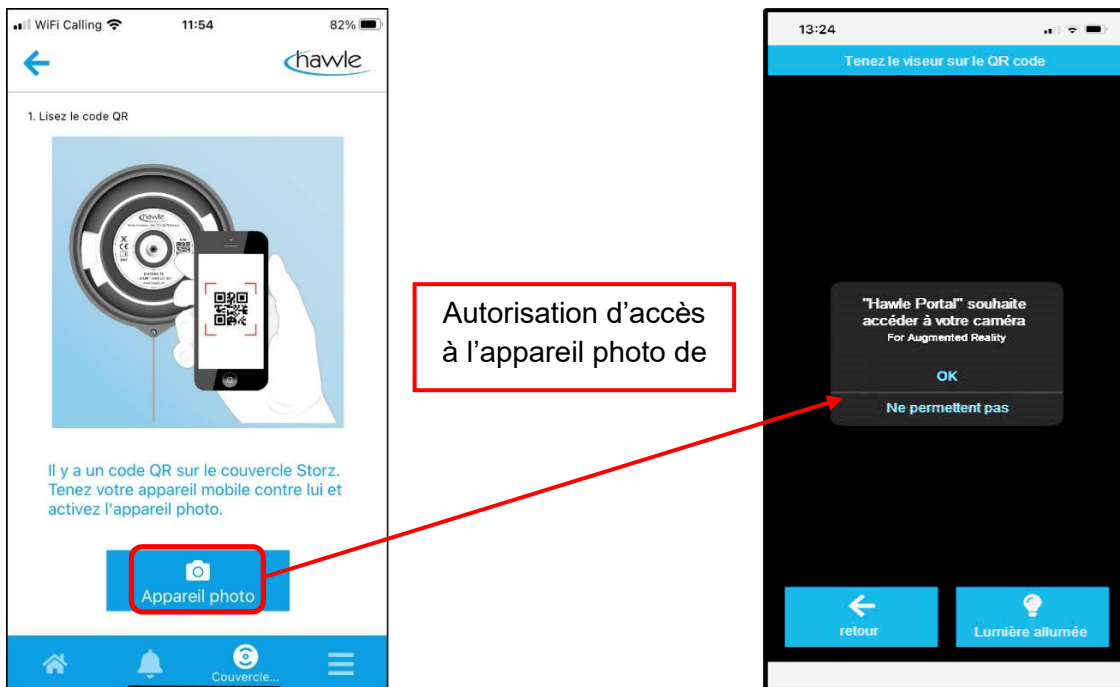 WiFi Calling 11:54 82%
hawle
1. Lisez le code QR
hawle
Il y a un code QR sur le couvercle Storz.
Tenez votre appareil mobile contre lui et
activez l'appareil photo.
Appareil photo
Couvercle...
Autorisation d’accès
à l’appareil photo de
13:24
Tenez le viseur sur le QR code
"Hawle Portal" souhaite
accéder à votre caméra
For Augmented Reality
OK
Ne permettent pas
retour
Lumière allumée